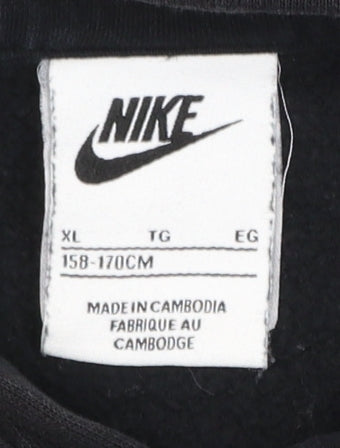 NIKE
XL TG EG
158-170CM
MADE IN CAMBODIA
FABRIQUE AU
CAMBODGE